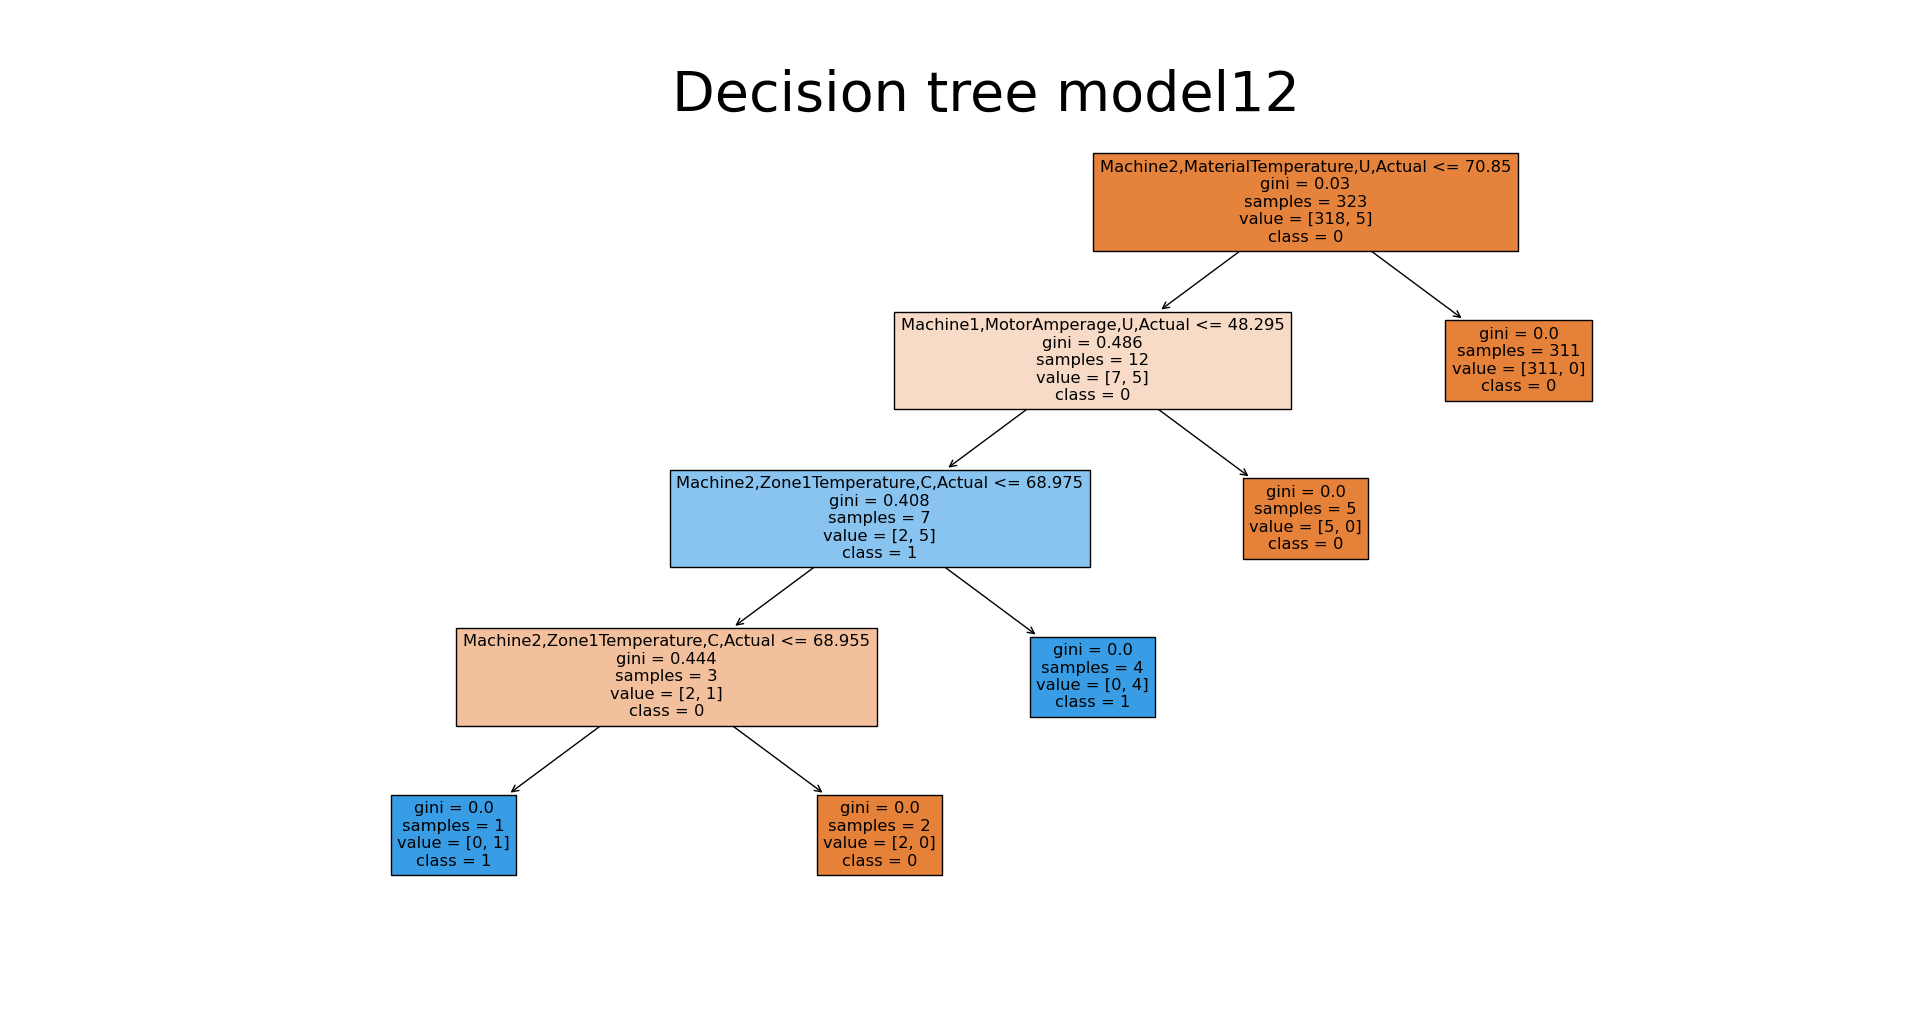 Decision tree model12
Machine2,MaterialTemperature,U,Actual <= 70.85
gini = 0.03
samples = 323
value = [318, 5]
class = 0
Machine1,MotorAmperage,U,Actual <= 48.295
gini = 0.486
samples = 12
value = [7, 5]
class = 0
gini = 0.0
samples = 311
value = [311, 0]
class = 0
Machine2,Zone1Temperature,C,Actual <= 68.975
gini = 0.408
samples = 7
value = [2, 5]
class = 1
gini = 0.0
samples = 5
value = [5, 0]
class = 0
Machine2,Zone1Temperature,C,Actual <= 68.955
gini = 0.444
samples = 3
value = [2, 1]
class = 0
gini = 0.0
samples = 4
value = [0, 4]
class = 1
gini = 0.0
samples = 1
value = [0, 1]
class = 1
gini = 0.0
samples = 2
value = [2, 0]
class = 0